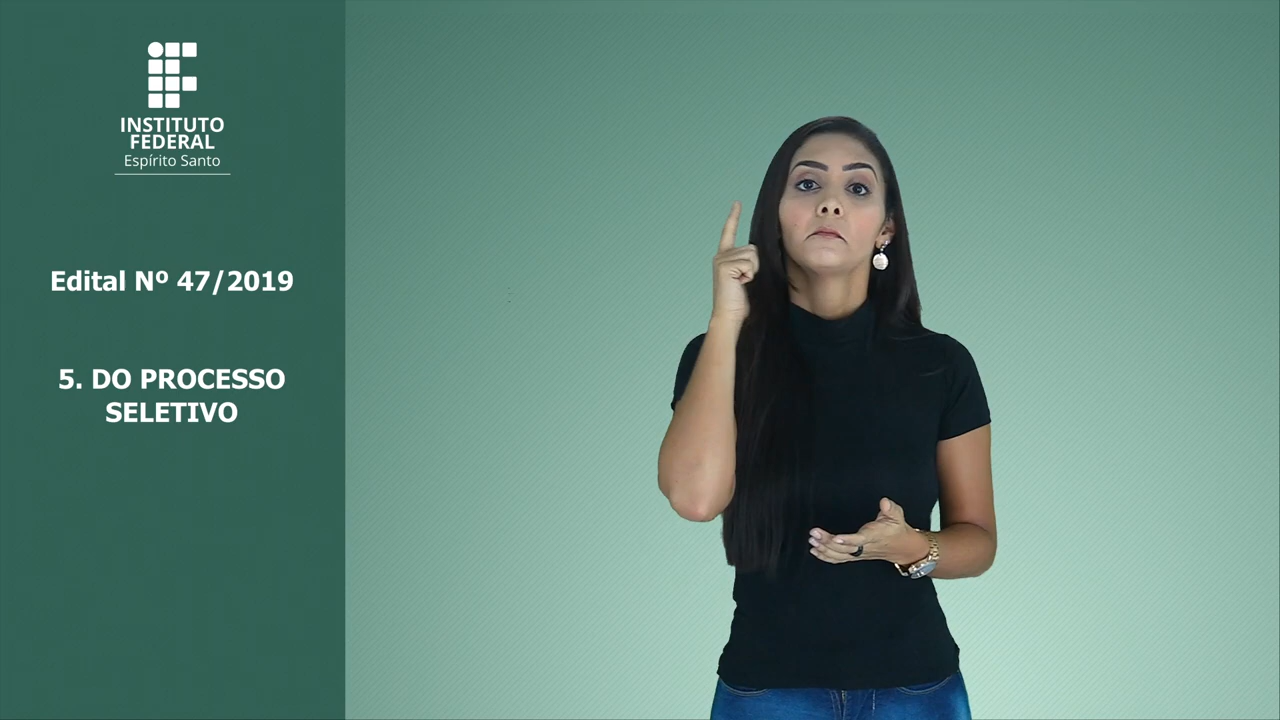 INSTITUTO
FEDERAL
Espírito Santo
Edital Nº 47/2019
5. DO PROCESSO
SELETIVO